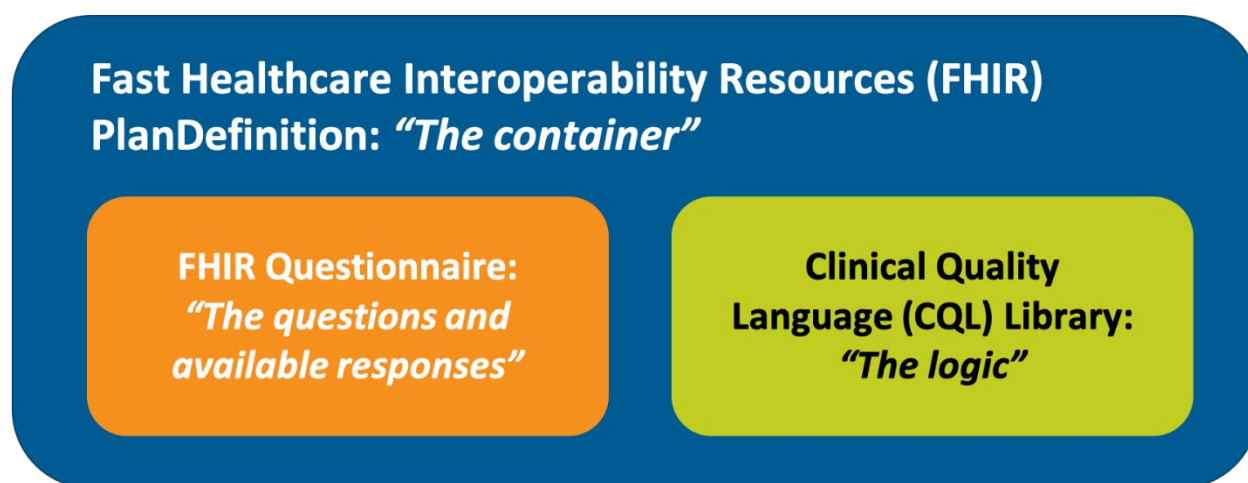 Fast Healthcare Interoperability Resources (FHIR)
PlanDefinition: “The container”
FHIR Questionnaire:
“The questions and
available responses”
Clinical Quality
Language (CQL) Library:
“The logic”